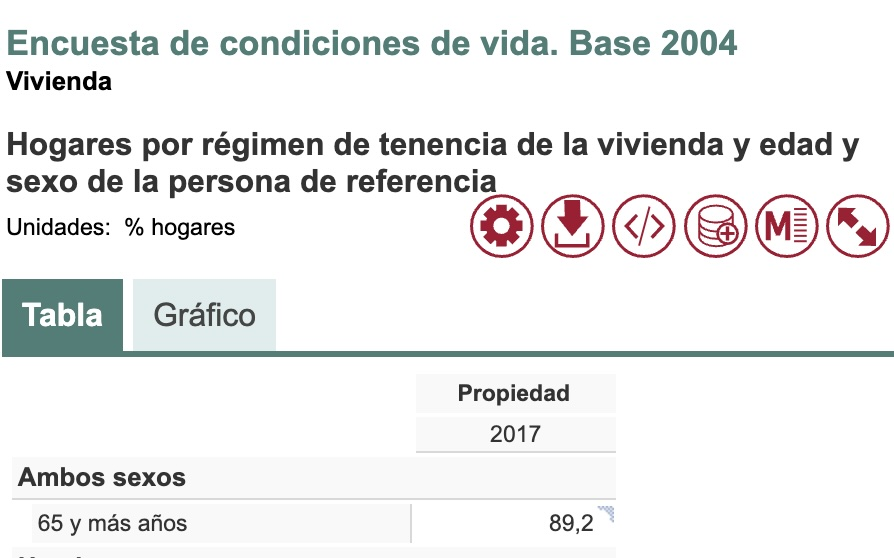 Encuesta de condiciones de vida. Base 2004
Vivienda
Hogares por régimen de tenencia de la vivienda y edad y
sexo de la persona de referencia
Unidades: % hogares
</>
M
Tabla
Gráfico
Propiedad
2017
Ambos sexos
65 y más años
89,2